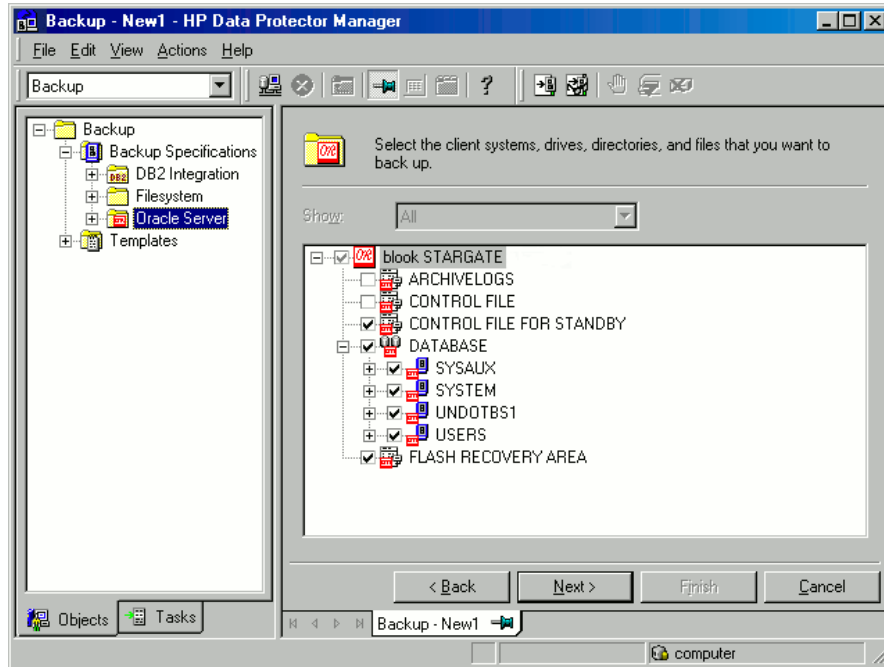 Backup - New1 - HP Data Protector Manager
File Edit View Actions Help
Backup
Backup
Backup Specifications
DB2 Integration
Filesystem
Oracle Server
Templates
Objects
Tasks
Select the client systems, drives, directories, and files that you want to
back up.
Show:
All
blook STARGATE
ARCHIVELOGS
CONTROL FILE
CONTROL FILE FOR STANDBY
DATABASE
SYSAUX
SYSTEM
UNDOTBS1
USERS
FLASH RECOVERY AREA
< Back
Next >
Finish
Cancel
Backup - New1
computer